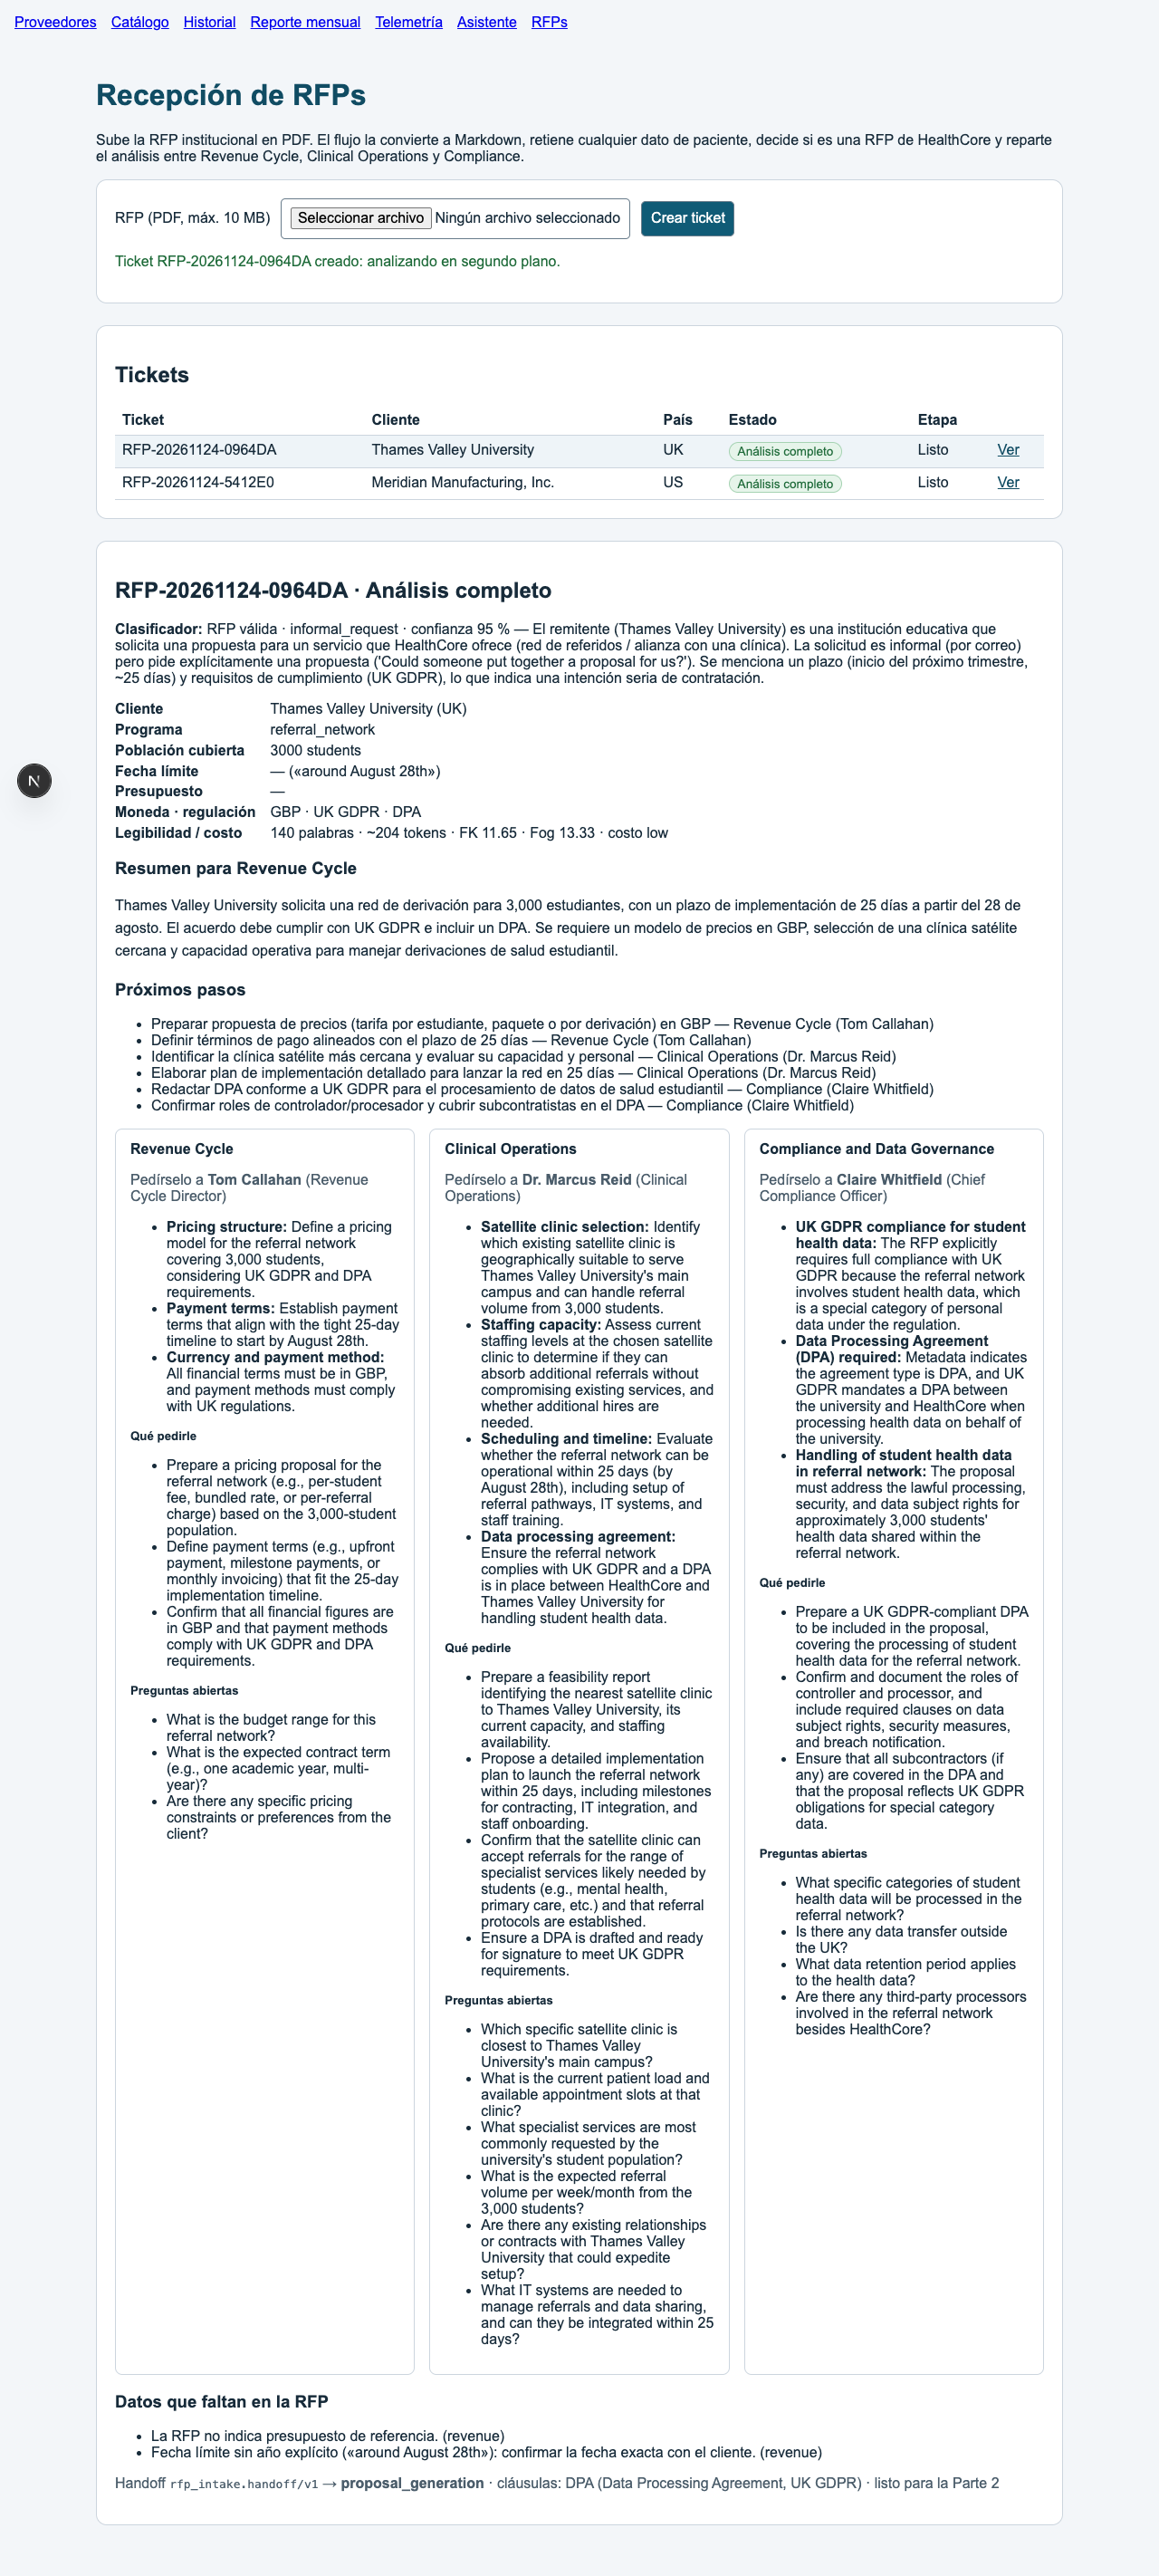 Proveedores Catálogo Historial Reporte mensual Telemetría Asistente RFPs
Recepción de RFPs
Sube la RFP institucional en PDF. El flujo la convierte a Markdown, retiene cualquier dato de paciente, decide si es una RFP de HealthCore y reparte
el análisis entre Revenue Cycle, Clinical Operations y Compliance.
RFP (PDF, máx. 10 MB) Seleccionar archivo Ningún archivo seleccionado Crear ticket
Ticket RFP-20261124-0964DA creado: analizando en segundo plano.
Tickets
Ticket Cliente País Estado Etapa
RFP-20261124-0964DA Thames Valley University UK Análisis completo Listo Ver
RFP-20261124-5412E0 Meridian Manufacturing, Inc. US Análisis completo Listo Ver
RFP-20261124-0964DA · Análisis completo
Clasificador: RFP válida · informal_request · confianza 95 % — El remitente (Thames Valley University) es una institución educativa que
solicita una propuesta para un servicio que HealthCore ofrece (red de referidos / alianza con una clínica). La solicitud es informal (por correo)
pero pide explícitamente una propuesta ('Could someone put together a proposal for us?'). Se menciona un plazo (inicio del próximo trimestre,
~25 días) y requisitos de cumplimiento (UK GDPR), lo que indica una intención seria de contratación.
Cliente Thames Valley University (UK)
Programa referral_network
Población cubierta 3000 students
Fecha límite — («around August 28th»)
Presupuesto —
Moneda · regulación GBP · UK GDPR · DPA
Legibilidad / costo 140 palabras · ~204 tokens · FK 11.65 · Fog 13.33 · costo low
N
Resumen para Revenue Cycle
Thames Valley University solicita una red de derivación para 3,000 estudiantes, con un plazo de implementación de 25 días a partir del 28 de
agosto. El acuerdo debe cumplir con UK GDPR e incluir un DPA. Se requiere un modelo de precios en GBP, selección de una clínica satélite
cercana y capacidad operativa para manejar derivaciones de salud estudiantil.
Próximos pasos
• Preparar propuesta de precios (tarifa por estudiante, paquete o por derivación) en GBP — Revenue Cycle (Tom Callahan)
• Definir términos de pago alineados con el plazo de 25 días — Revenue Cycle (Tom Callahan)
• Identificar la clínica satélite más cercana y evaluar su capacidad y personal — Clinical Operations (Dr. Marcus Reid)
• Elaborar plan de implementación detallado para lanzar la red en 25 días — Clinical Operations (Dr. Marcus Reid)
• Redactar DPA conforme a UK GDPR para el procesamiento de datos de salud estudiantil — Compliance (Claire Whitfield)
• Confirmar roles de controlador/procesador y cubrir subcontratistas en el DPA — Compliance (Claire Whitfield)
Revenue Cycle
Pedírselo a Tom Callahan (Revenue
Cycle Director)
• Pricing structure: Define a pricing
model for the referral network
covering 3,000 students,
considering UK GDPR and DPA
requirements.
• Payment terms: Establish payment
terms that align with the tight 25-day
timeline to start by August 28th.
• Currency and payment method:
All financial terms must be in GBP,
and payment methods must comply
with UK regulations.
Qué pedirle
• Prepare a pricing proposal for the
referral network (e.g., per-student
fee, bundled rate, or per-referral
charge) based on the 3,000-student
population.
• Define payment terms (e.g., upfront
payment, milestone payments, or
monthly invoicing) that fit the 25-day
implementation timeline.
• Confirm that all financial figures are
in GBP and that payment methods
comply with UK GDPR and DPA
requirements.
Preguntas abiertas
• What is the budget range for this
referral network?
• What is the expected contract term
(e.g., one academic year, multi-
year)?
• Are there any specific pricing
constraints or preferences from the
client?
Clinical Operations
Pedírselo a Dr. Marcus Reid (Clinical
Operations)
• Satellite clinic selection: Identify
which existing satellite clinic is
geographically suitable to serve
Thames Valley University's main
campus and can handle referral
volume from 3,000 students.
• Staffing capacity: Assess current
staffing levels at the chosen satellite
clinic to determine if they can
absorb additional referrals without
compromising existing services, and
whether additional hires are
needed.
• Scheduling and timeline: Evaluate
whether the referral network can be
operational within 25 days (by
August 28th), including setup of
referral pathways, IT systems, and
staff training.
• Data processing agreement:
Ensure the referral network
complies with UK GDPR and a DPA
is in place between HealthCore and
Thames Valley University for
handling student health data.
Qué pedirle
• Prepare a feasibility report
identifying the nearest satellite clinic
to Thames Valley University, its
current capacity, and staffing
availability.
• Propose a detailed implementation
plan to launch the referral network
within 25 days, including milestones
for contracting, IT integration, and
staff onboarding.
• Confirm that the satellite clinic can
accept referrals for the range of
specialist services likely needed by
students (e.g., mental health,
primary care, etc.) and that referral
protocols are established.
• Ensure a DPA is drafted and ready
for signature to meet UK GDPR
requirements.
Preguntas abiertas
• Which specific satellite clinic is
closest to Thames Valley
University's main campus?
• What is the current patient load and
available appointment slots at that
clinic?
• What specialist services are most
commonly requested by the
university's student population?
• What is the expected referral
volume per week/month from the
3,000 students?
• Are there any existing relationships
or contracts with Thames Valley
University that could expedite
setup?
• What IT systems are needed to
manage referrals and data sharing,
and can they be integrated within 25
days?
Compliance and Data Governance
Pedírselo a Claire Whitfield (Chief
Compliance Officer)
• UK GDPR compliance for student
health data: The RFP explicitly
requires full compliance with UK
GDPR because the referral network
involves student health data, which
is a special category of personal
data under the regulation.
• Data Processing Agreement
(DPA) required: Metadata indicates
the agreement type is DPA, and UK
GDPR mandates a DPA between
the university and HealthCore when
processing health data on behalf of
the university.
• Handling of student health data
in referral network: The proposal
must address the lawful processing,
security, and data subject rights for
approximately 3,000 students'
health data shared within the
referral network.
Qué pedirle
• Prepare a UK GDPR-compliant DPA
to be included in the proposal,
covering the processing of student
health data for the referral network.
• Confirm and document the roles of
controller and processor, and
include required clauses on data
subject rights, security measures,
and breach notification.
• Ensure that all subcontractors (if
any) are covered in the DPA and
that the proposal reflects UK GDPR
obligations for special category
data.
Preguntas abiertas
• What specific categories of student
health data will be processed in the
referral network?
• Is there any data transfer outside
the UK?
• What data retention period applies
to the health data?
• Are there any third-party processors
involved in the referral network
besides HealthCore?
Datos que faltan en la RFP
• La RFP no indica presupuesto de referencia. (revenue)
• Fecha límite sin año explícito («around August 28th»): confirmar la fecha exacta con el cliente. (revenue)
Handoff rfp_intake.handoff/v1 → proposal_generation · cláusulas: DPA (Data Processing Agreement, UK GDPR) · listo para la Parte 2